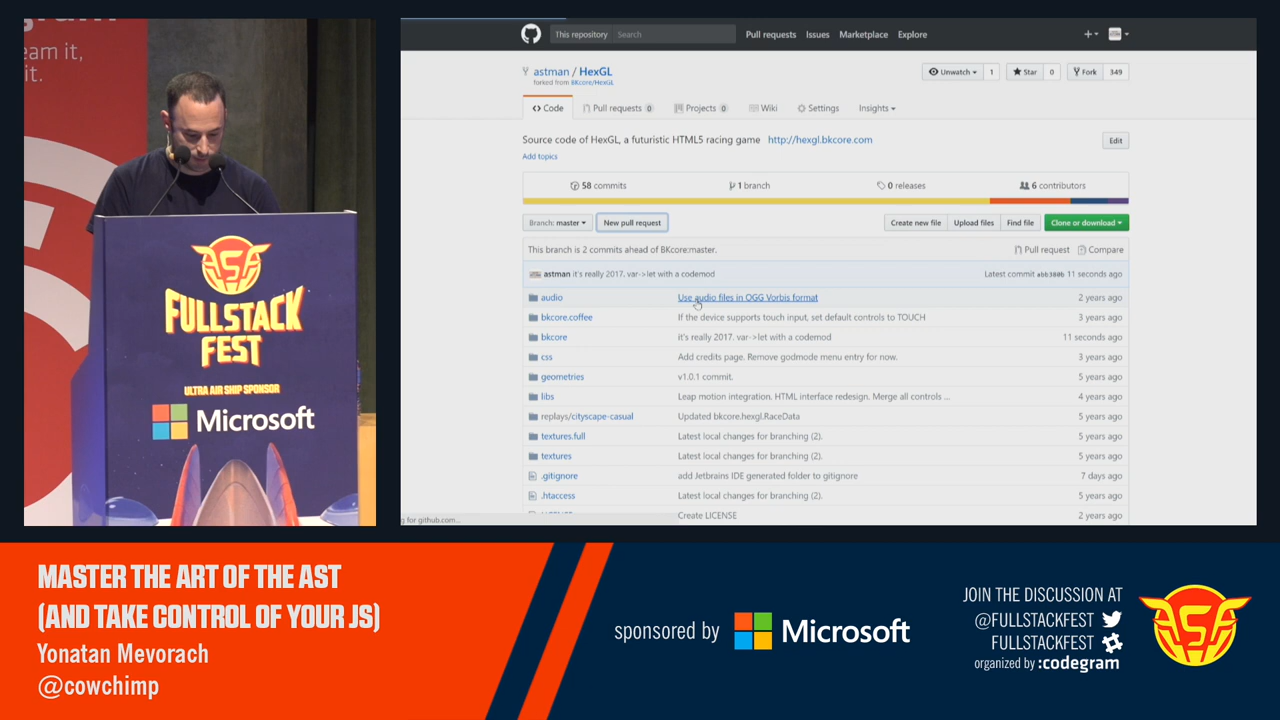 eam it,
it.
FULLSTACK
FEST
ULTRA AIR SHIP SPONSOR
Microsoft
This repository
Search
Pull requests
Issues
Marketplace
Explore
astman / HexGL
forked from BKcore/HexGL
Unwatch
1
Star
0
Fork
349
Code
Pull requests 0
Projects 0
Wiki
Settings
Insights
Source code of HexGL, a futuristic HTML5 racing game http://hexgl.bkcore.com
Edit
Add topics
58 commits
1 branch
0 releases
6 contributors
Branch: master
New pull request
Create new file
Upload files
Find file
Clone or download
This branch is 2 commits ahead of BKcore:master.
Pull request
Compare
astman it's really 2017. var->let with a codemod
Latest commit abb380b 11 seconds ago
audio Use audio files in OGG Vorbis format 2 years ago
bkcore.coffee If the device supports touch input, set default controls to TOUCH 3 years ago
bkcore it's really 2017. var->let with a codemod 11 seconds ago
css Add credits page. Remove godmode menu entry for now. 3 years ago
geometries v1.0.1 commit. 5 years ago
libs Leap motion integration. HTML interface redesign. Merge all controls ... 4 years ago
replays/cityscape-casual Updated bkcore.hexgl.RaceData 5 years ago
textures.full Latest local changes for branching (2). 5 years ago
textures Latest local changes for branching (2). 5 years ago
.gitignore add Jetbrains IDE generated folder to gitignore 7 days ago
.htaccess Latest local changes for branching (2). 5 years ago
Create LICENSE 2 years ago
g for github.com...
MASTER THE ART OF THE AST
(AND TAKE CONTROL OF YOUR JS)
Yonatan Mevorach
@cowchimp
sponsored by Microsoft
JOIN THE DISCUSSION AT
@FULLSTACKFEST
FULLSTACKFEST
organized by :codegram